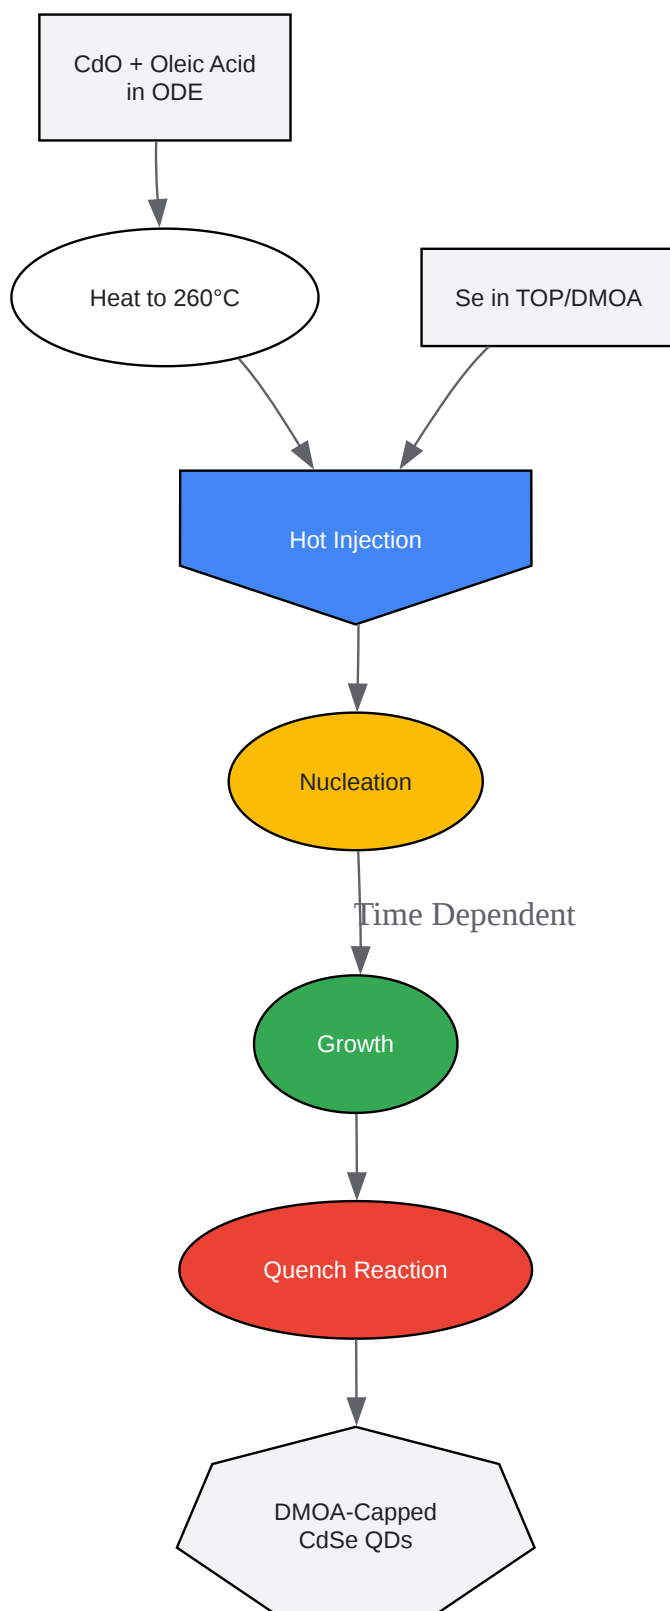 CdO + Oleic Acid
in ODE
Heat to 260°C
Se in TOP/DMOA
Hot Injection
Nucleation
Time Dependent
Growth
Quench Reaction
DMOA-Capped
CdSe QDs